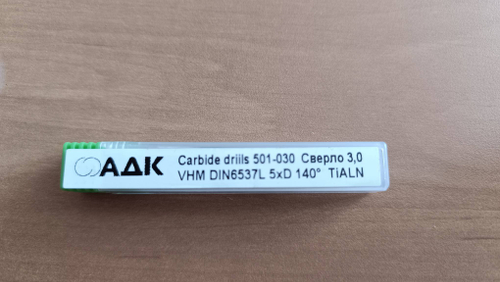 АДК Carbide driils 501-030 Сверло 3,0
VHM DIN6537L 5xD 140° TiALN